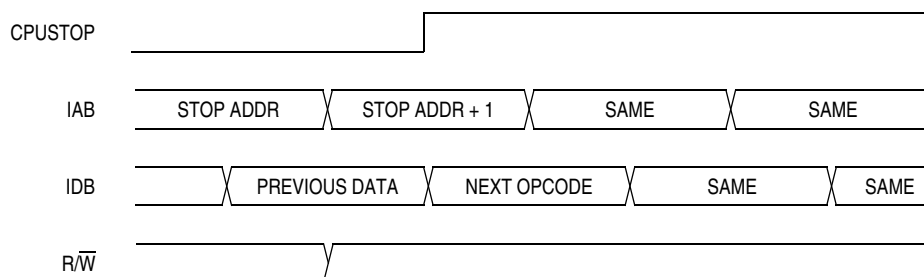 CPUSTOP
IAB STOP ADDR STOP ADDR + 1 SAME SAME
IDB PREVIOUS DATA NEXT OPCODE SAME SAME
R/W̅